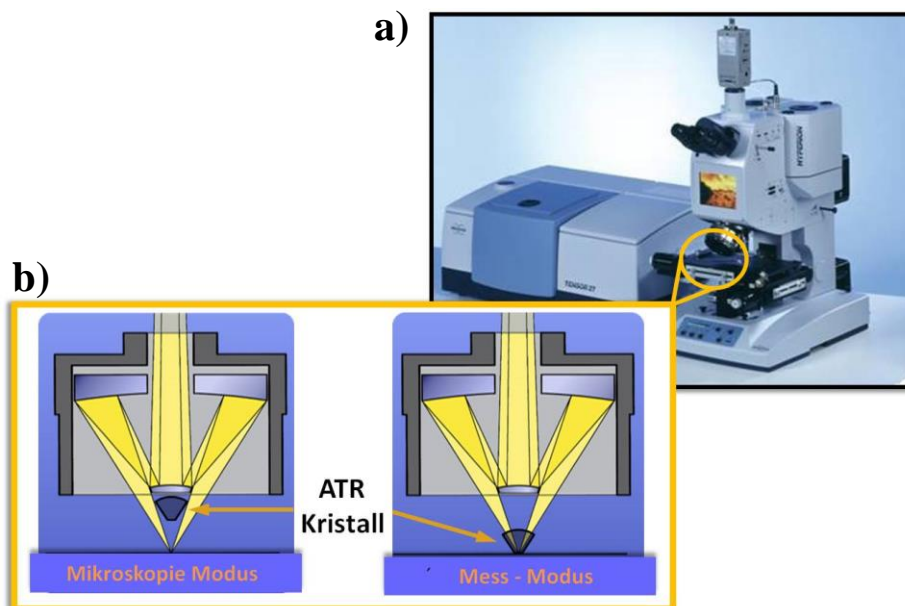 a)
HYPERION
TENSOR 27
b)
ATR
Kristall
Mikroskopie Modus
Mess - Modus